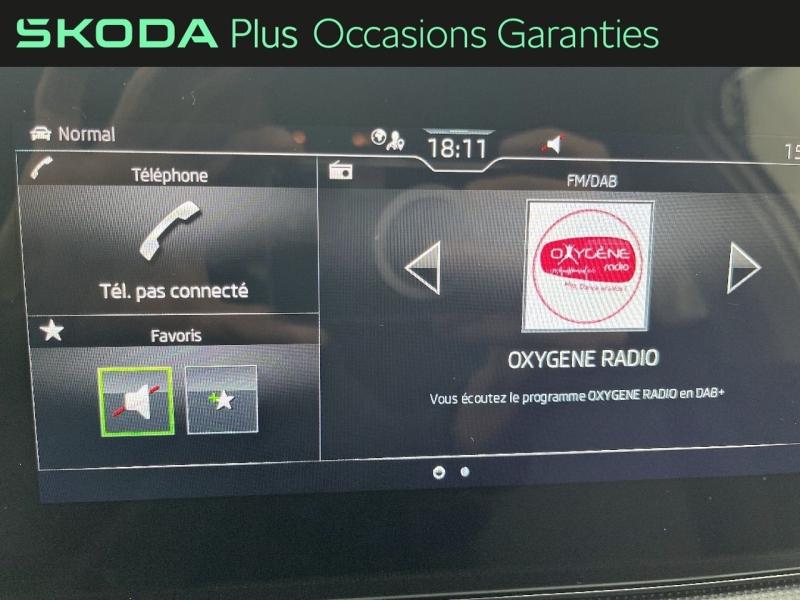 SKODA Plus Occasions Garanties
Normal
18:11
15
Téléphone
FM/DAB
OXYGENE
radio
Tél. pas connecté
Favoris
OXYGENE RADIO
Vous écoutez le programme OXYGENE RADIO en DAB+